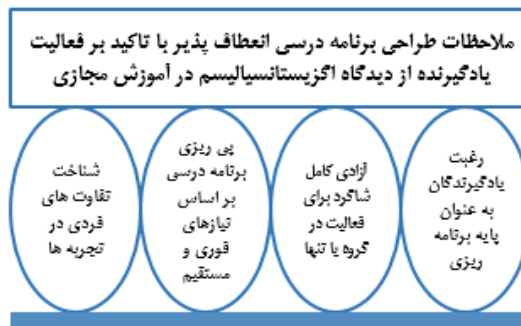 ملاحظات طراحی برنامه درسی انعطاف پذیر با تاکید بر فعالیت
یادگیرنده از دیدگاه اگزیستانسیالیسم در آموزش مجازی
رغبت
یادگیرندگان
به عنوان
پایه برنامه
ریزی
آزادی کامل
شاگرد برای
فعالیت در
گروه یا تنها
پی ریزی
برنامه درسی
بر اساس
نیازهای
فوری و
مستقیم
شناخت
تفاوت های
فردی در
تجربه ها